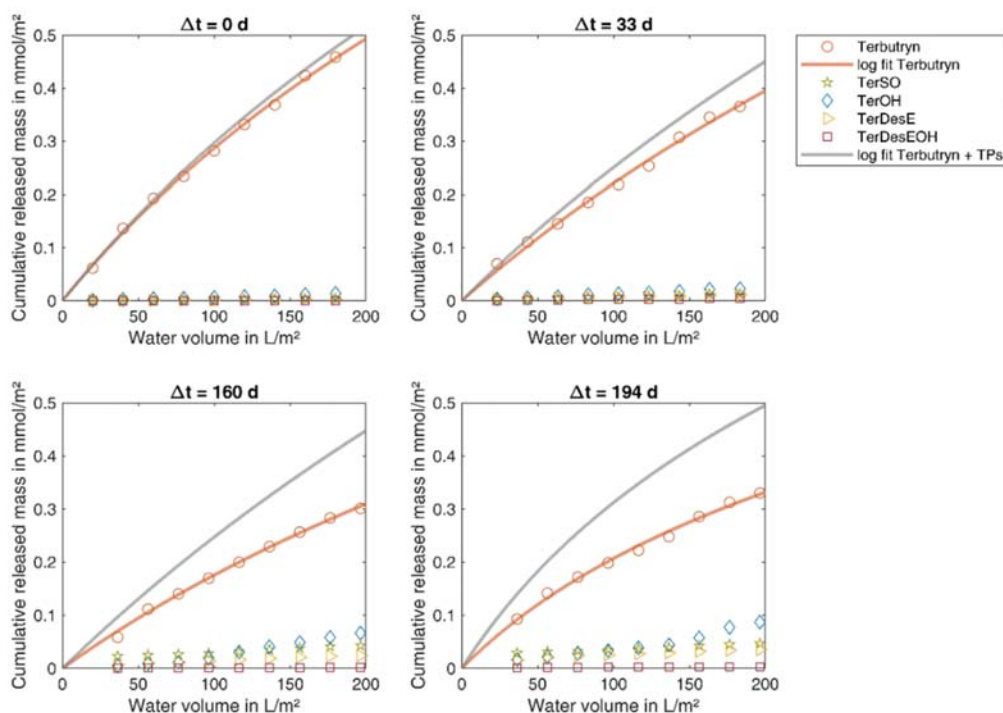 Δt = 0 d
Cumulative released mass in mmol/m²
0.5
0.4
0.3
0.2
0.1
0
0 50 100 150 200
Water volume in L/m²
Δt = 33 d
Cumulative released mass in mmol/m²
0.5
0.4
0.3
0.2
0.1
0
0 50 100 150 200
Water volume in L/m²
Terbutryn
log fit Terbutryn
TerSO
TerOH
TerDesE
TerDesEOH
log fit Terbutryn + TPs
Δt = 160 d
Cumulative released mass in mmol/m²
0.5
0.4
0.3
0.2
0.1
0
0 50 100 150 200
Water volume in L/m²
Δt = 194 d
Cumulative released mass in mmol/m²
0.5
0.4
0.3
0.2
0.1
0
0 50 100 150 200
Water volume in L/m²